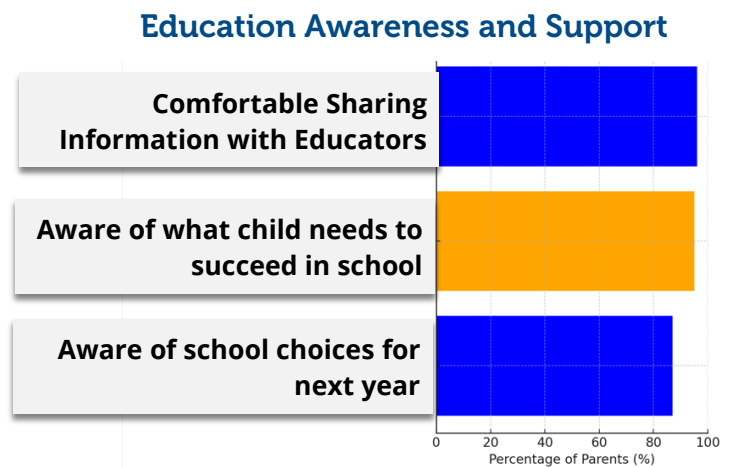 Education Awareness and Support
Comfortable Sharing
Information with Educators
Aware of what child needs to
succeed in school
Aware of school choices for
next year
0 20 40 60 80 100
Percentage of Parents (%)